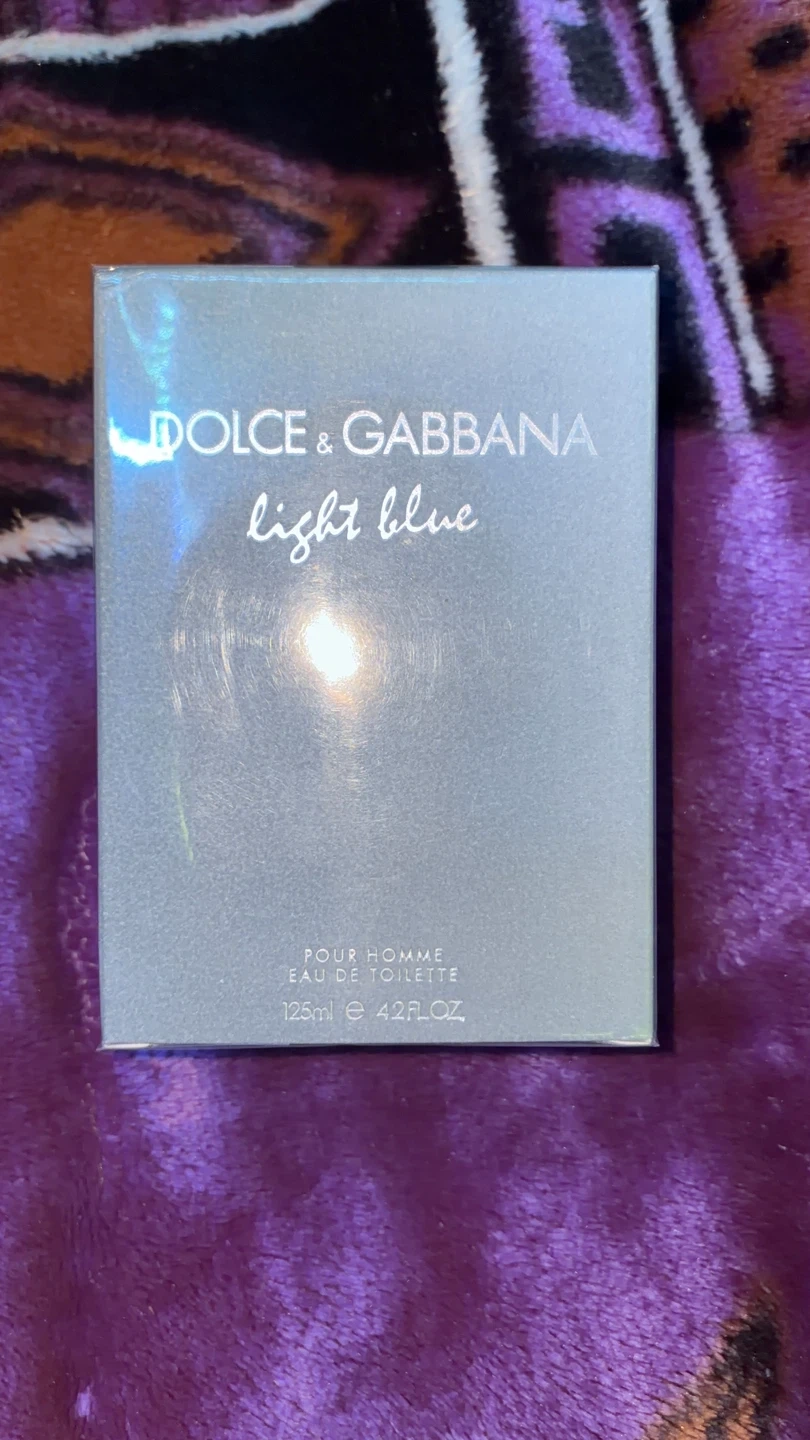 DOLCE & GABBANA
light blue
POUR HOMME
EAU DE TOILETTE
125ml ℮ 4.2FL.OZ.